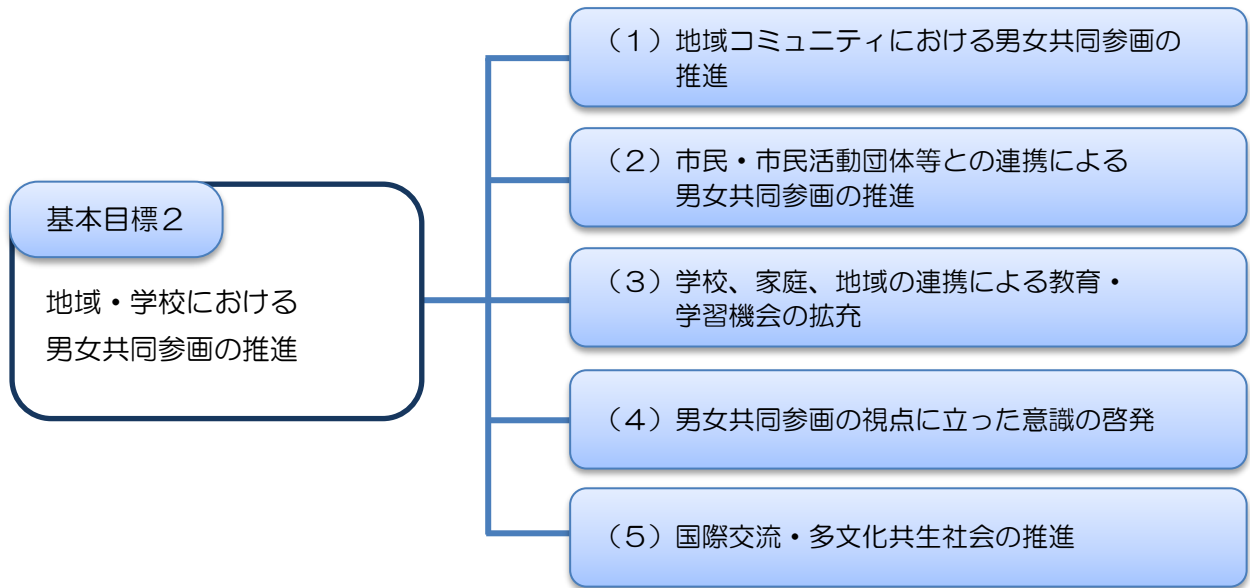 基本目標２
地域・学校における
男女共同参画の推進
（１）地域コミュニティにおける男女共同参画の
推進
（２）市民・市民活動団体等との連携による
男女共同参画の推進
（３）学校、家庭、地域の連携による教育・
学習機会の拡充
（４）男女共同参画の視点に立った意識の啓発
（５）国際交流・多文化共生社会の推進